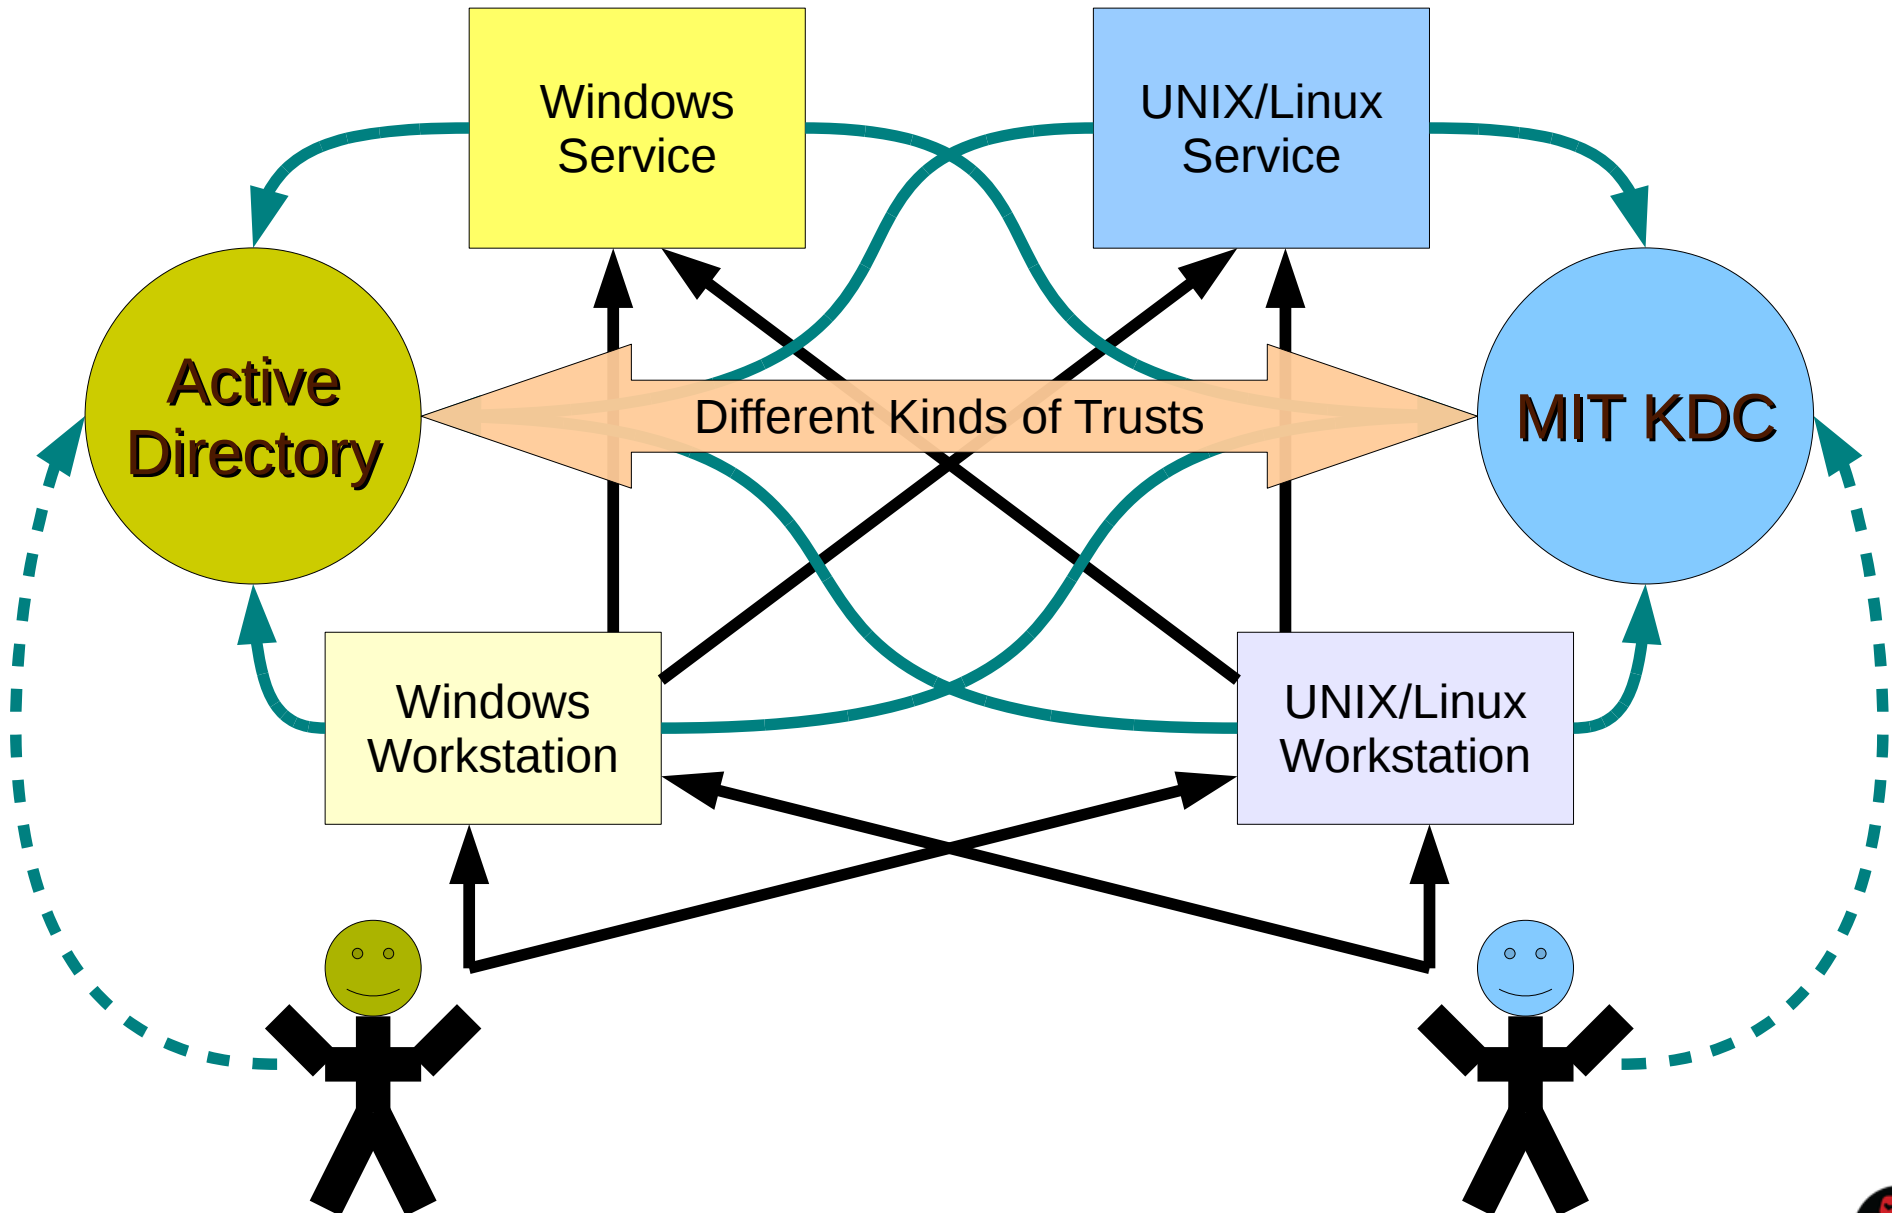 Windows
Service
UNIX/Linux
Service
Active
Directory
Different Kinds of Trusts
MIT KDC
Windows
Workstation
UNIX/Linux
Workstation